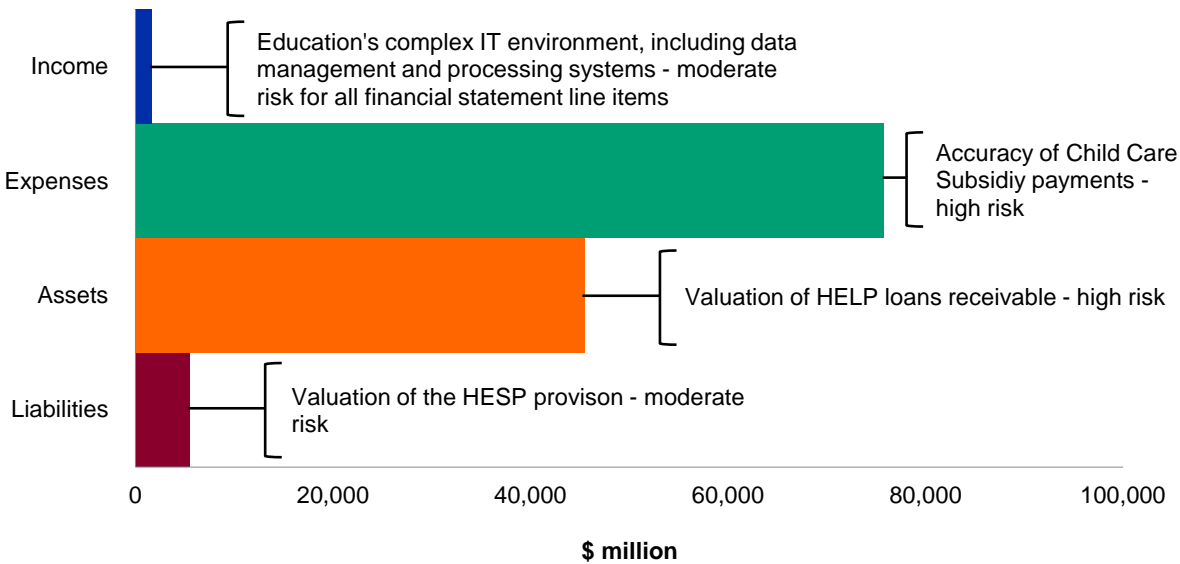 Income
Education's complex IT environment, including data
management and processing systems - moderate
risk for all financial statement line items
Expenses
Accuracy of Child Care
Subsidiy payments -
high risk
Assets
Valuation of HELP loans receivable - high risk
Liabilities
Valuation of the HESP provison - moderate
risk
0 20,000 40,000 60,000 80,000 100,000
$ million